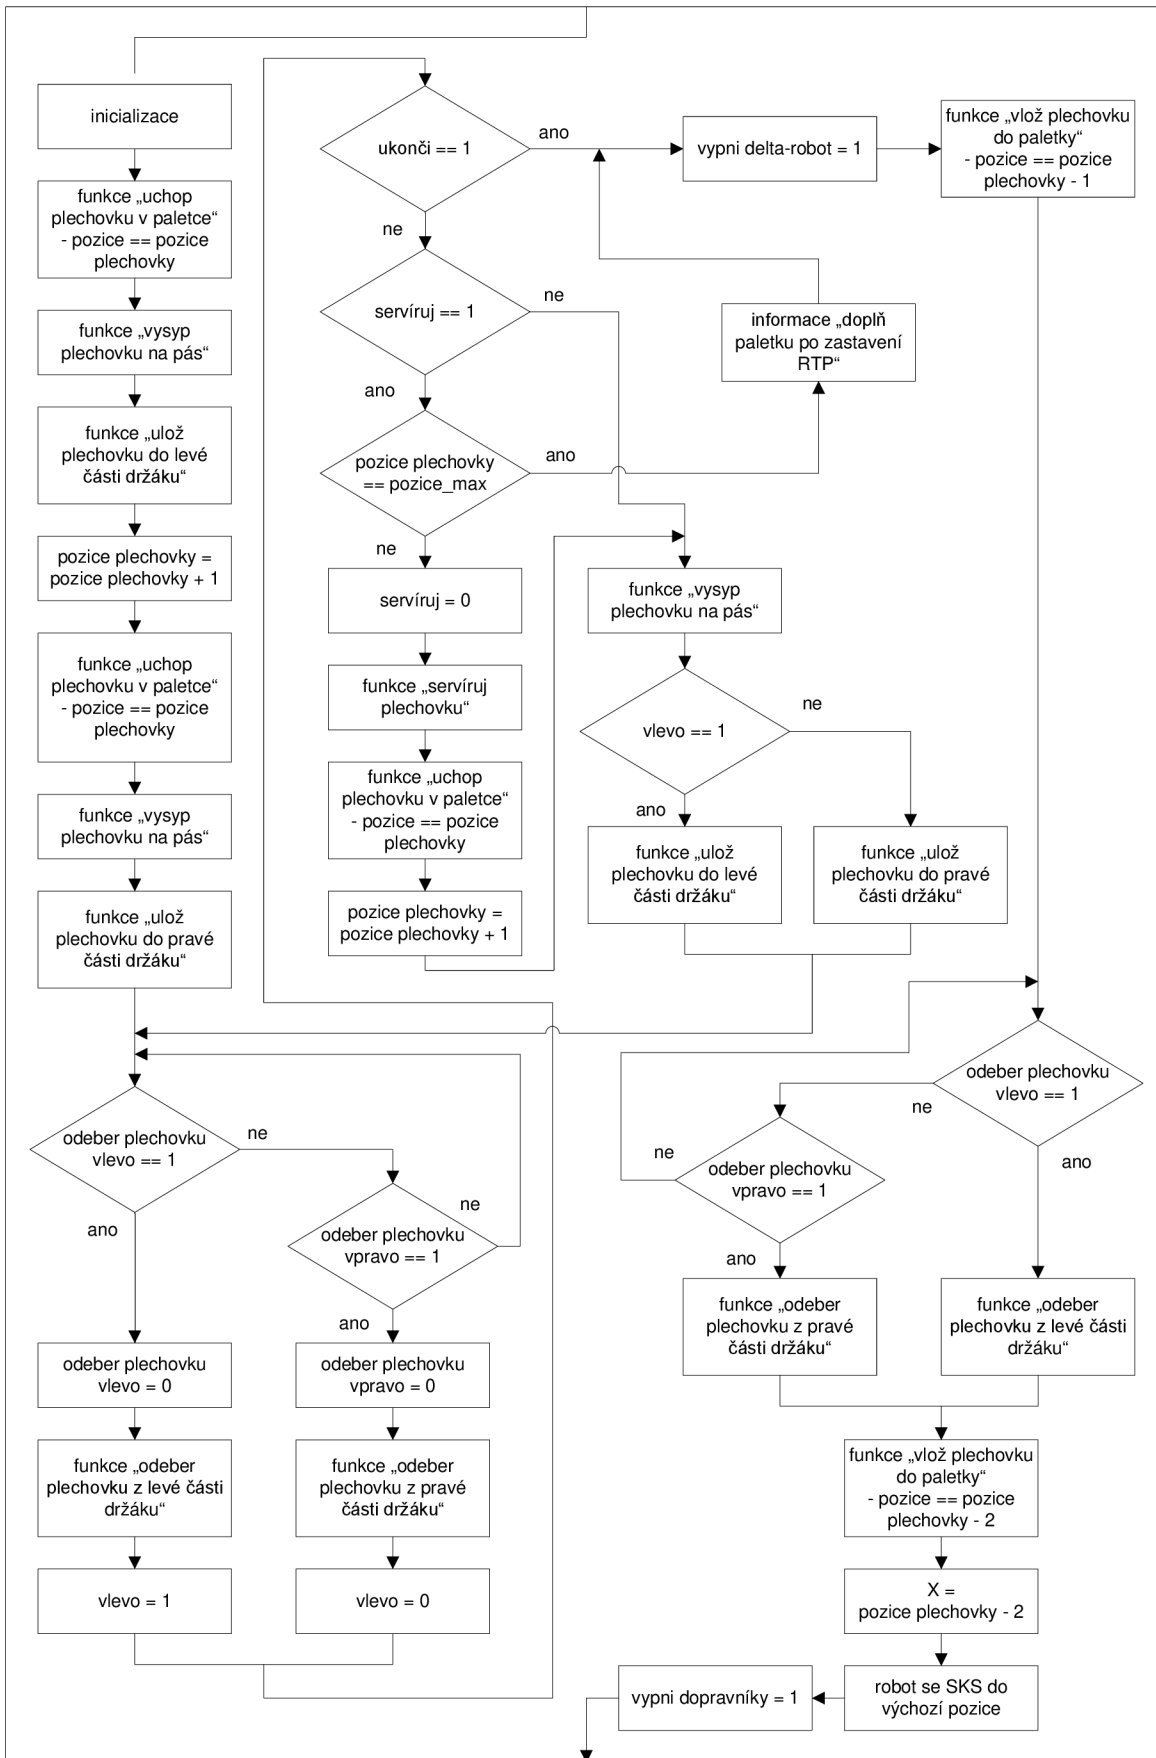 inicializace
funkce „uchop
plechovku v paletce“
- pozice == pozice
plechovky
funkce „vysyp
plechovku na pás“
funkce „ulož
plechovku do levé
části držáku“
pozice plechovky =
pozice plechovky + 1
funkce „uchop
plechovku v paletce“
- pozice == pozice
plechovky
funkce „vysyp
plechovku na pás“
funkce „ulož
plechovku do pravé
části držáku“
odeber plechovku
vlevo == 1
ne
ano
odeber plechovku
vpravo == 1
ne
ano
odeber plechovku
vlevo = 0
odeber plechovku
vpravo = 0
funkce „odeber
plechovku z levé části
držáku“
funkce „odeber
plechovku z pravé
části držáku“
vlevo = 1
vlevo = 0
ukonči == 1
ano
ne
servíruj == 1
ne
ano
pozice plechovky
== pozice_max
ano
ne
servíruj = 0
funkce „servíruj
plechovku“
funkce „uchop
plechovku v paletce“
- pozice == pozice
plechovky
pozice plechovky =
pozice plechovky + 1
funkce „vysyp
plechovku na pás“
vlevo == 1
ne
ano
funkce „ulož
plechovku do levé
části držáku“
funkce „ulož
plechovku do pravé
části držáku“
vypni delta-robot = 1
informace „doplň
paletku po zastavení
RTP“
funkce „vlož plechovku
do paletky“
- pozice == pozice
plechovky - 1
odeber plechovku
vlevo == 1
ne
ano
odeber plechovku
vpravo == 1
ne
ano
funkce „odeber
plechovku z pravé
části držáku“
funkce „odeber
plechovku z levé části
držáku“
funkce „vlož plechovku
do paletky“
- pozice == pozice
plechovky - 2
X =
pozice plechovky - 2
robot se SKS do
výchozí pozice
vypni dopravníky = 1